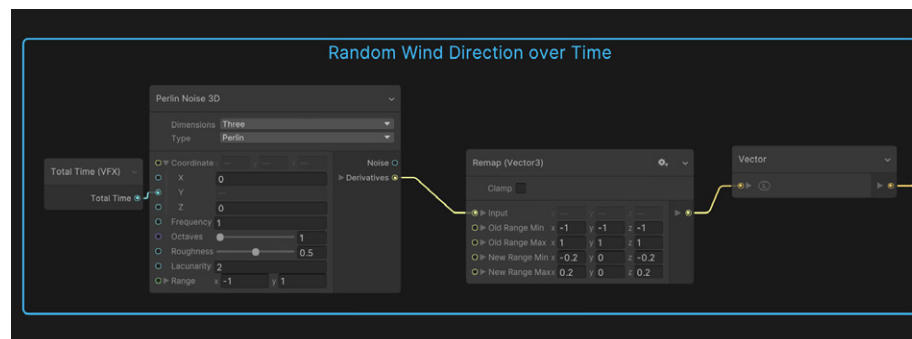 Random Wind Direction over Time
Total Time (VFX)
Total Time
Perlin Noise 3D
Dimensions Three
Type Perlin
Coordinate
X 0
Y
Z 0
Frequency 1
Octaves 1
Roughness 0.5
Lacunarity 2
Range x -1 y 1
Noise
Derivatives
Remap (Vector3)
Clamp
Input x — y — z —
Old Range Min x -1 y -1 z -1
Old Range Max x 1 y 1 z 1
New Range Min x -0.2 y 0 z -0.2
New Range Max x 0.2 y 0 z 0.2
Vector
L